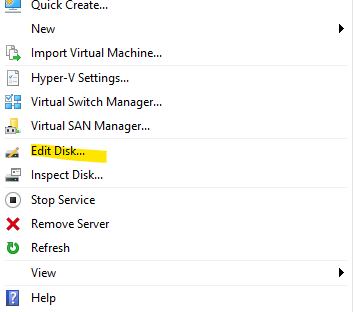 Quick Create...
New
Import Virtual Machine...
Hyper-V Settings...
Virtual Switch Manager...
Virtual SAN Manager...
Edit Disk...
Inspect Disk...
Stop Service
Remove Server
Refresh
View
Help